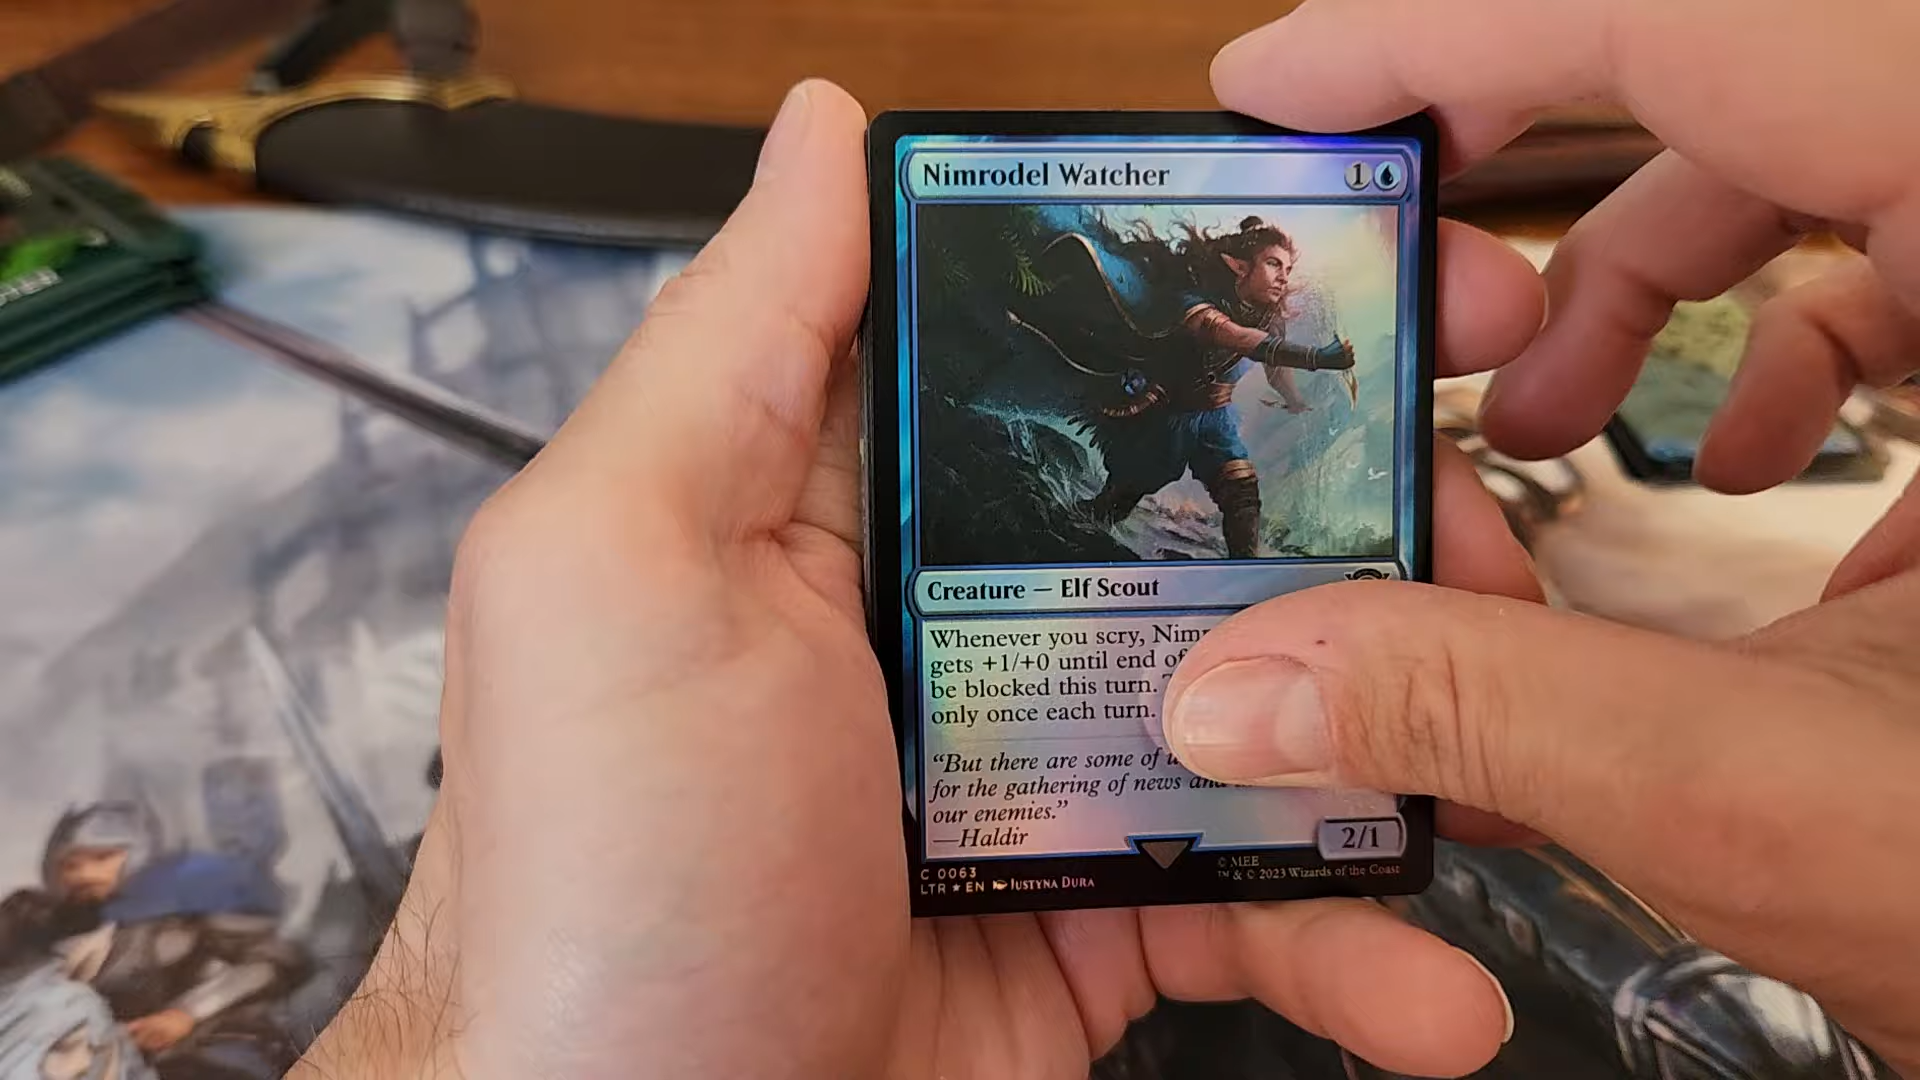 Nimrodel Watcher 1
Creature — Elf Scout
Whenever you scry,
gets +1/+0 until end of
be blocked this turn.
only once each turn.
“But there are some of
for the gathering of news and
our enemies.”
—Haldir
2/1
C 0063
LTR ★ EN Justyna Dura
© MEE
™ & © 2023 Wizards of the Coast